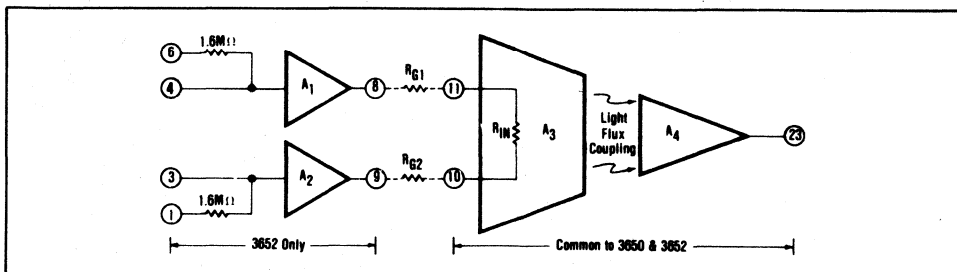 1.6MΩ
6
4
A1
8
RG1
11
RIN
A3
Light
Flux
Coupling
A4
23
3
1.6MΩ
1
A2
9
RG2
10
3652 Only
Common to 3650 & 3652